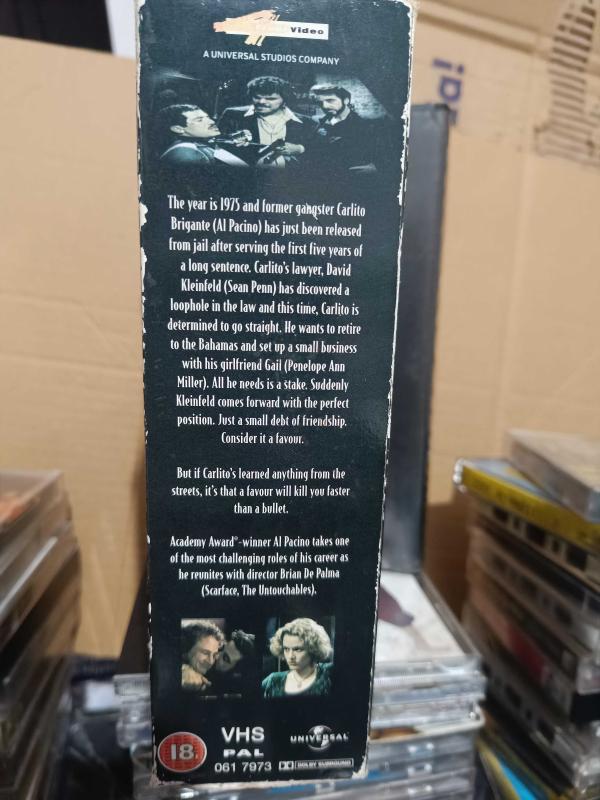 Video
A UNIVERSAL STUDIOS COMPANY
The year is 1975 and former gangster Carlito
Brigante (Al Pacino) has just been released
from jail after serving the first five years of
a long sentence. Carlito's lawyer, David
Kleinfeld (Sean Penn) has discovered a
loophole in the law and this time, Carlito is
determined to go straight. He wants to retire
to the Bahamas and set up a small business
with his girlfriend Gail (Penelope Ann
Miller). All he needs is a stake. Suddenly
Kleinfeld comes forward with the perfect
position. Just a small debt of friendship.
Consider it a favour.
But if Carlito's learned anything from the
streets, it's that a favour will kill you faster
than a bullet.
Academy Award®-winner Al Pacino takes one
of the most challenging roles of his career as
he reunites with director Brian De Palma
(Scarface, The Untouchables).
18
VHS
PAL
061 7973
UNIVERSAL
DOLBY SURROUND